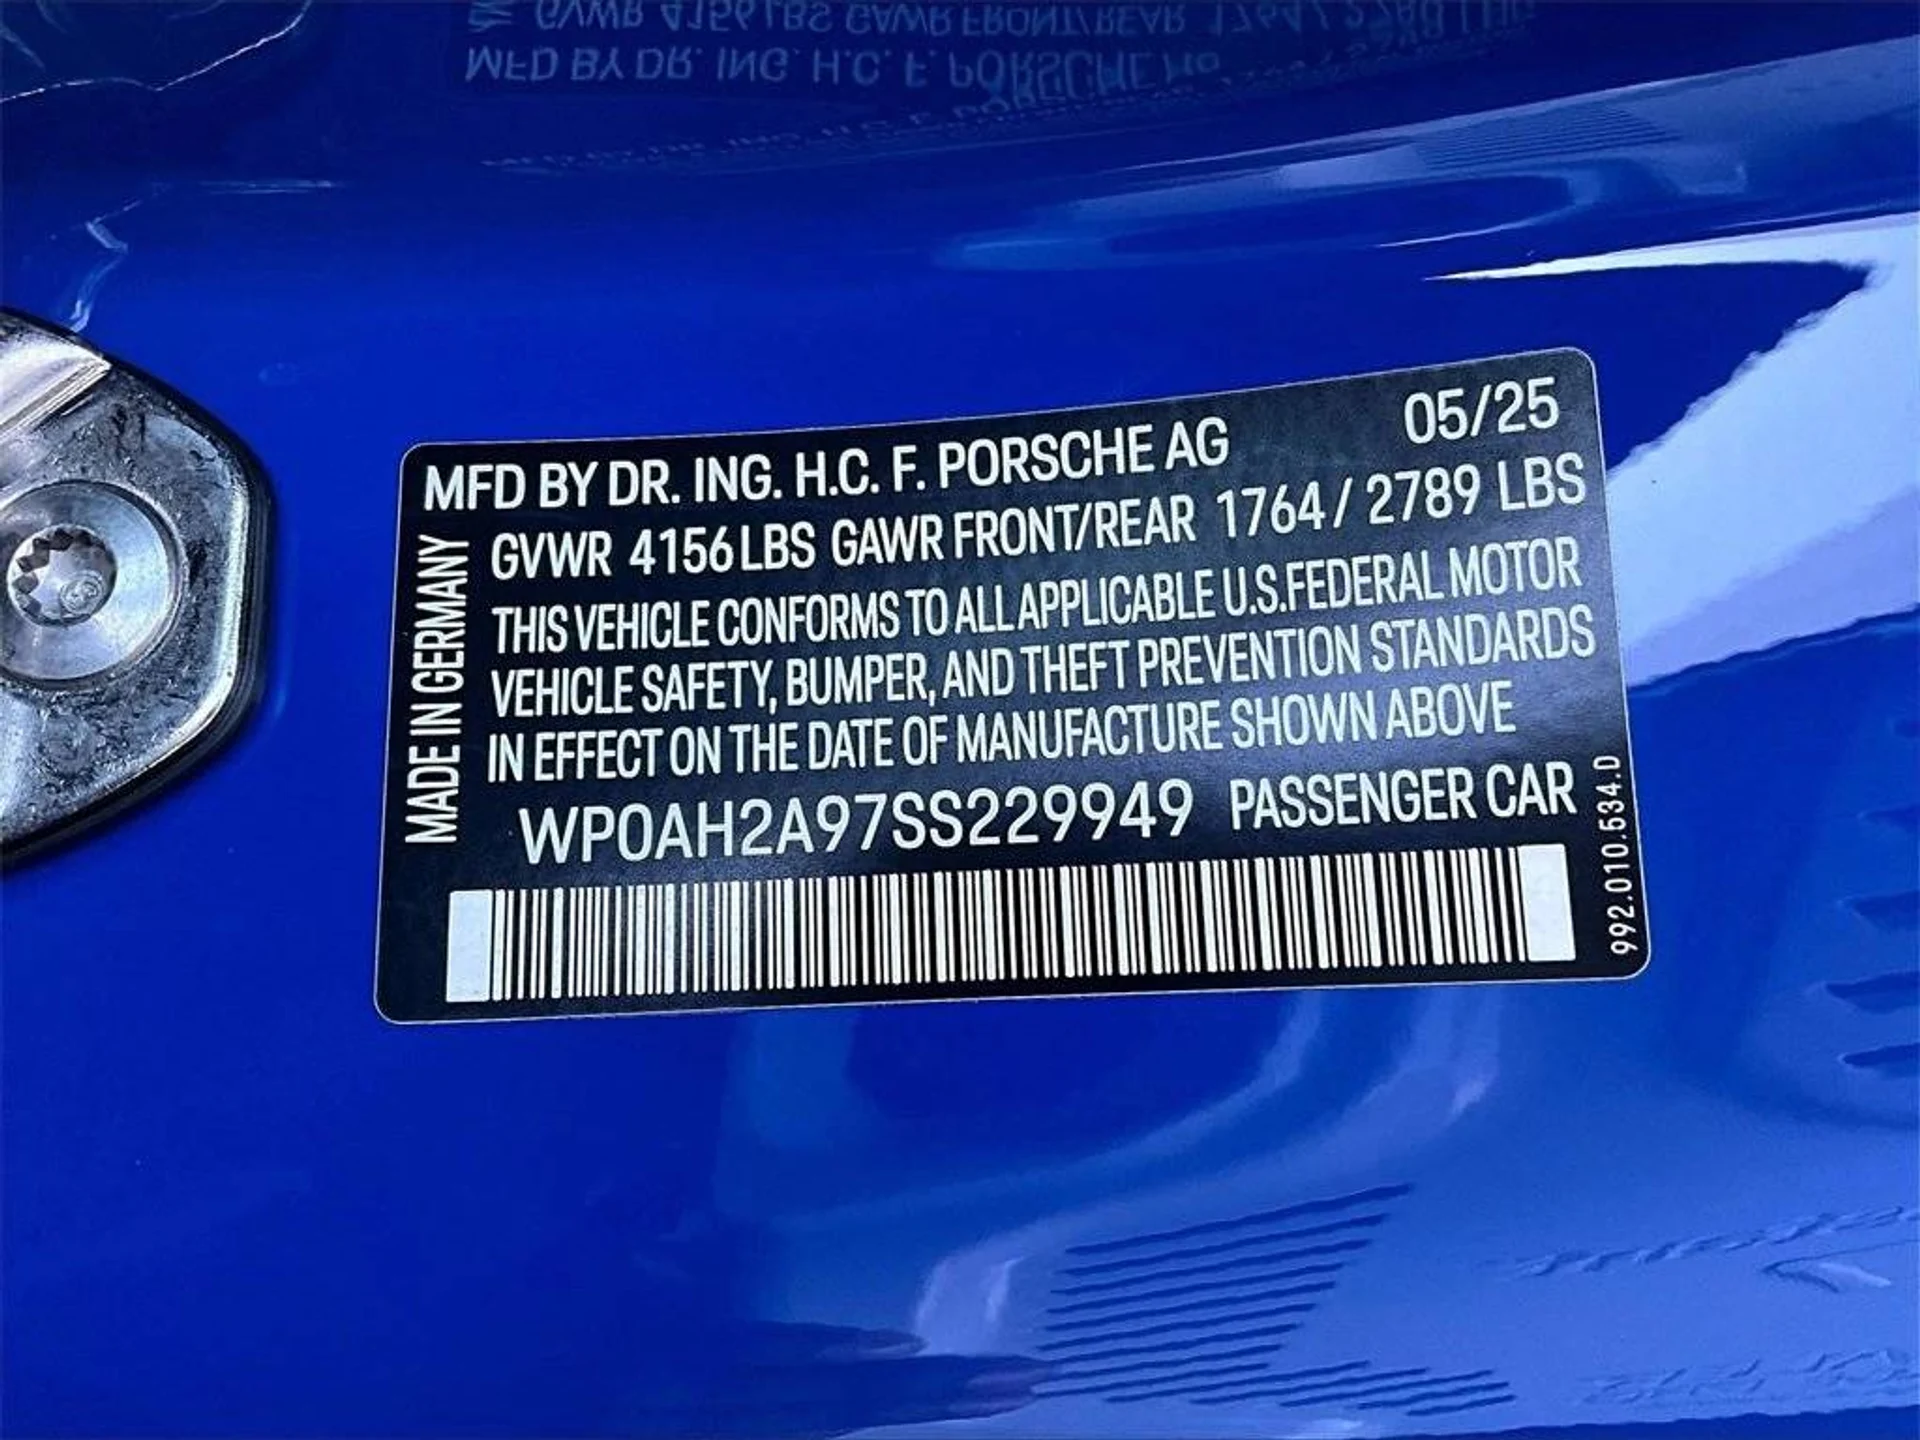 MFD BY DR. ING. H.C. F. PORSCHE AG 05/25
GVWR 4156 LBS GAWR FRONT/REAR 1764 / 2789 LBS
THIS VEHICLE CONFORMS TO ALL APPLICABLE U.S. FEDERAL MOTOR
VEHICLE SAFETY, BUMPER, AND THEFT PREVENTION STANDARDS
IN EFFECT ON THE DATE OF MANUFACTURE SHOWN ABOVE
WP0AH2A97SS229949 PASSENGER CAR
MADE IN GERMANY
992.010.534.D